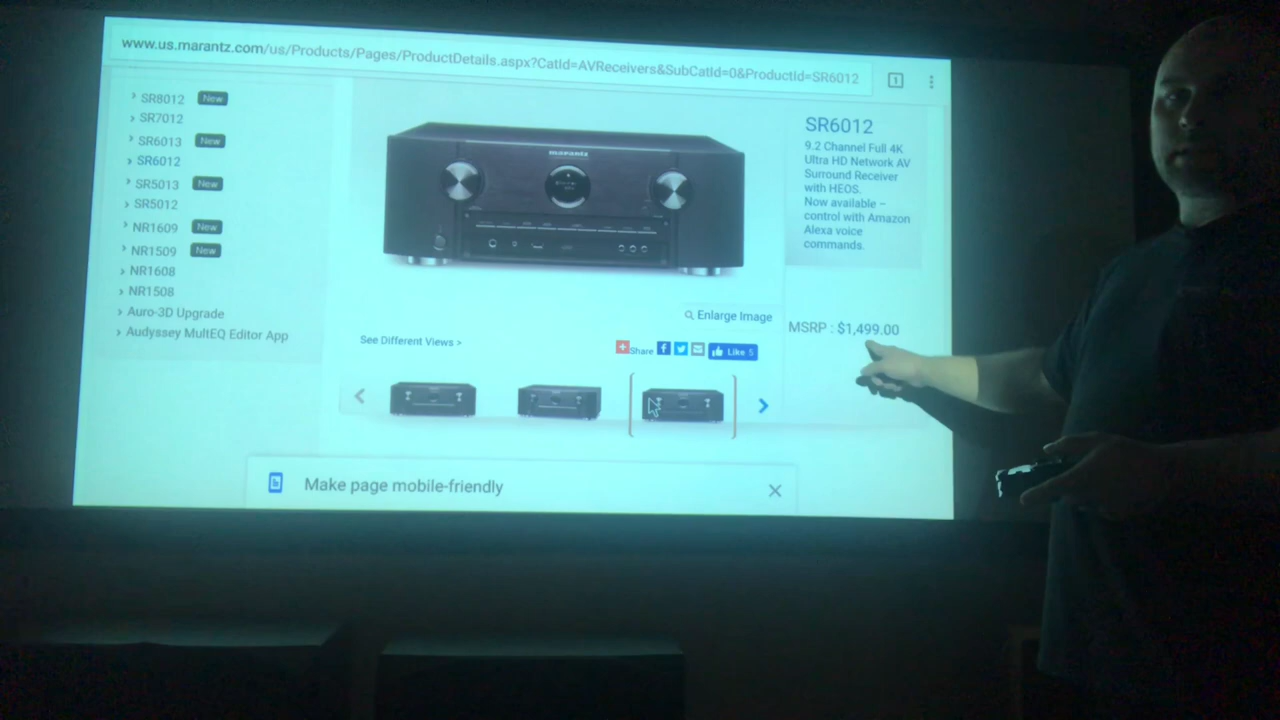 www.us.marantz.com/us/Products/Pages/ProductDetails.aspx?CatId=AVReceivers&SubCatId=0&ProductId=SR6012
1
SR8012 New
SR7012
SR6013 New
SR6012
SR5013 New
SR5012
NR1609 New
NR1509 New
NR1608
NR1508
Auro-3D Upgrade
Audyssey MultEQ Editor App
marantz
SR6012
9.2 Channel Full 4K
Ultra HD Network AV
Surround Receiver
with HEOS.
Now available –
control with Amazon
Alexa voice
commands.
Enlarge Image
MSRP : $1,499.00
See Different Views >
Share
Like 5
Make page mobile-friendly